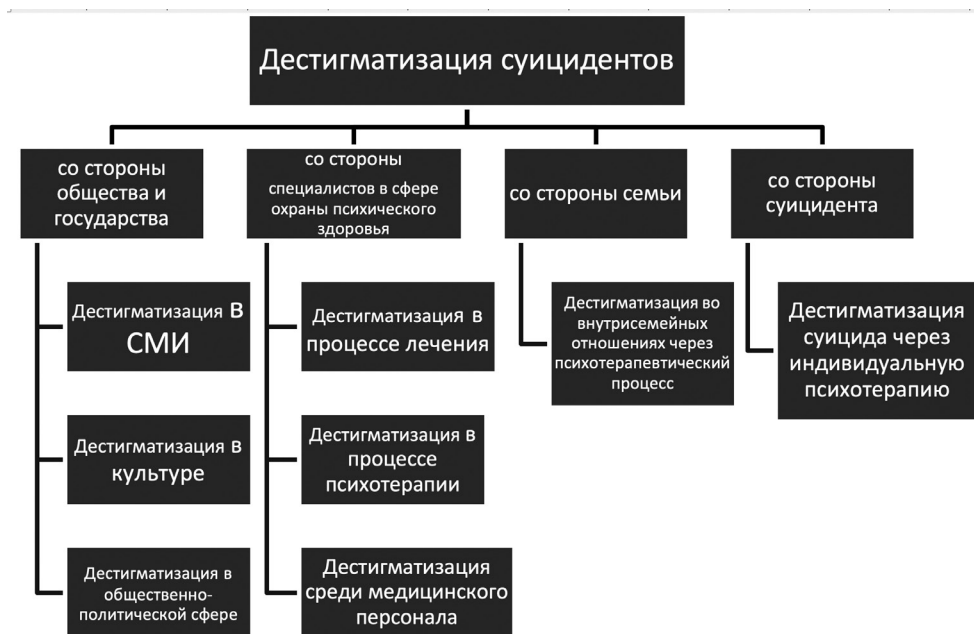 Дестигматизация суицидентов
со стороны
общества и
государства
со стороны
специалистов в сфере
охраны психического
здоровья
со стороны семьи
со стороны
суицидента
Дестигматизация в
СМИ
Дестигматизация в
культуре
Дестигматизация в
общественно-
политической сфере
Дестигматизация в
процессе лечения
Дестигматизация в
процессе
психотерапии
Дестигматизация
среди медицинского
персонала
Дестигматизация во
внутрисемейных
отношениях через
психотерапевтический
процесс
Дестигматизация
суицида через
индивидуальную
психотерапию